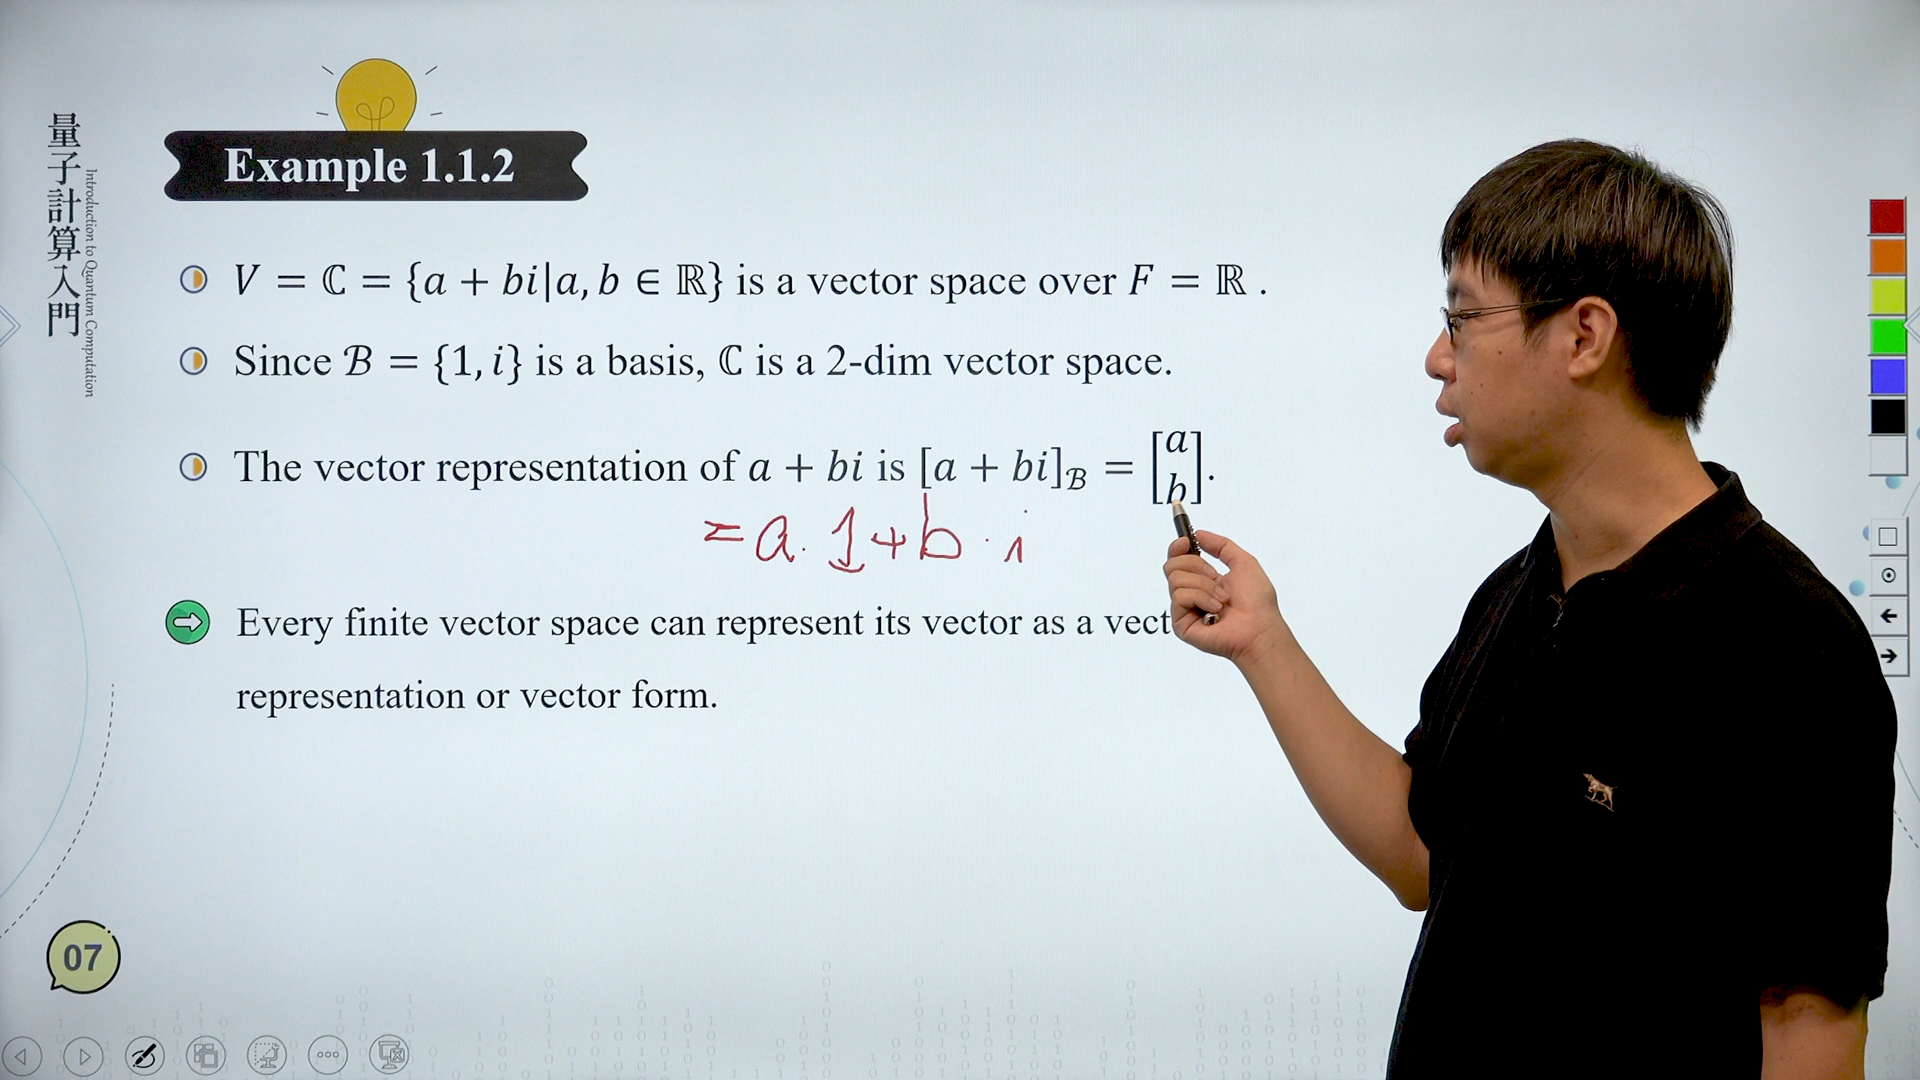 量子計算入門
Introduction to Quantum Computation
Example 1.1.2
V = ℂ = {a + bi|a, b ∈ ℝ} is a vector space over F = ℝ .
Since ℬ = {1, i} is a basis, ℂ is a 2-dim vector space.
The vector representation of a + bi is [a + bi]ℬ = [a b].
= a · 1 + b · i
Every finite vector space can represent its vector as a vect
representation or vector form.
07